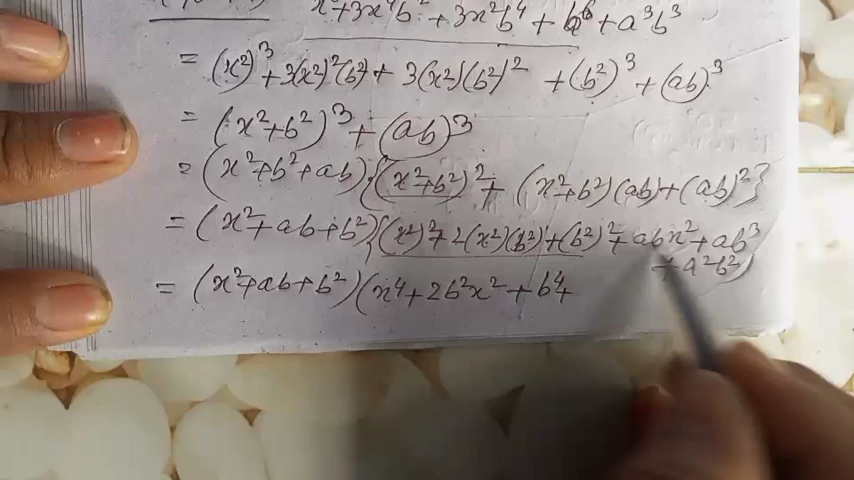 x⁶+3x⁴b²+3x²b⁴+b⁶+a³b³
= (x²)³+3(x²)²(b²)+3(x²)(b²)²+(b²)³+(ab)³
= (x²+b²)³+(ab)³
= (x²+b²+ab){(x²+b²)²+(x²+b²)(ab)+(ab)²}
= (x²+ab+b²){(x²)²+2(x²)(b²)+(b²)²+abx²+ab³
+a²b²)
= (x²+ab+b²)(x⁴+2b²x²+b⁴+